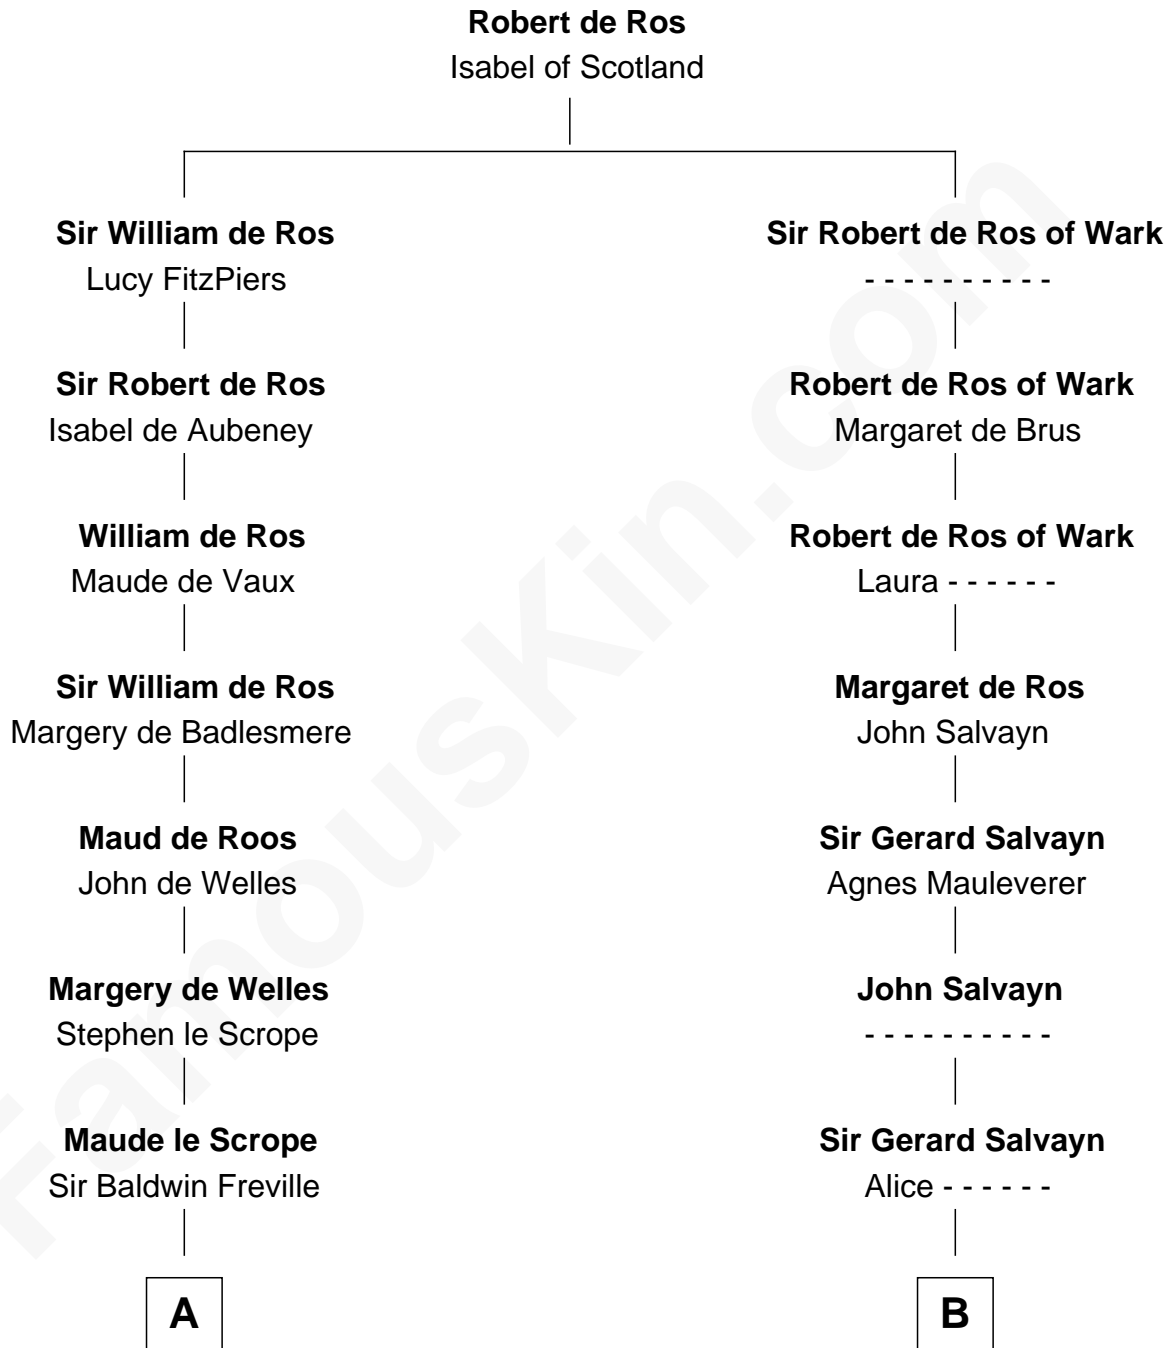 Robert de Ros
Isabel of Scotland
Sir William de Ros
Lucy FitzPiers
Sir Robert de Ros of Wark
- - - - - - - - - -
Sir Robert de Ros
Isabel de Aubeney
Robert de Ros of Wark
Margaret de Brus
William de Ros
Maude de Vaux
Robert de Ros of Wark
Laura - - - - - -
Sir William de Ros
Margery de Badlesmere
Margaret de Ros
John Salvayn
Maud de Roos
John de Welles
Sir Gerard Salvayn
Agnes Mauleverer
Margery de Welles
Stephen le Scrope
John Salvayn
- - - - - - - - - -
Maude le Scrope
Sir Baldwin Freville
Sir Gerard Salvayn
Alice - - - - - -
A
B
FamousKin.com